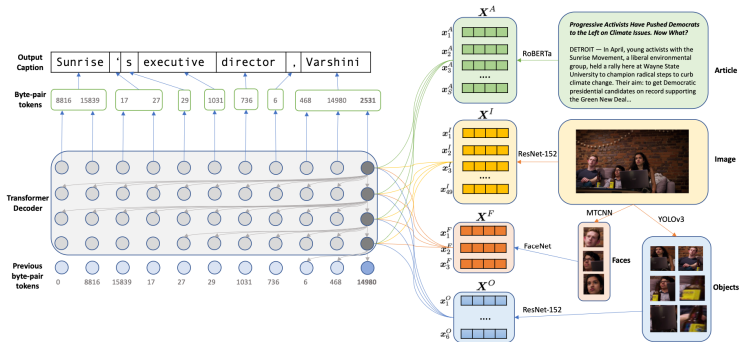 Output
Caption
Sunrise 's executive director , Varshini
Byte-pair
tokens
8816 15839 17 27 29 1031 736 6 468 14980 2531
Transformer
Decoder
Previous
byte-pair
tokens
0 8816 15839 17 27 29 1031 736 6 468 14980
X^A
x_1^A
x_2^A
x_3^A
....
x_S^A
RoBERTa
Progressive Activists Have Pushed Democrats
to the Left on Climate Issues. Now What?
DETROIT — In April, young activists with the
Sunrise Movement, a liberal environmental
group, held a rally here at Wayne State
University to champion radical steps to curb
climate change. Their aim: to get Democratic
presidential candidates on record supporting
the Green New Deal...
Article
X^I
x_1^I
x_2^I
x_3^I
....
x_49^I
ResNet-152
Image
MTCNN
YOLOv3
X^F
x_1^F
x_2^F
x_3^F
FaceNet
Faces
X^O
x_1^O
....
x_6^O
ResNet-152
Objects